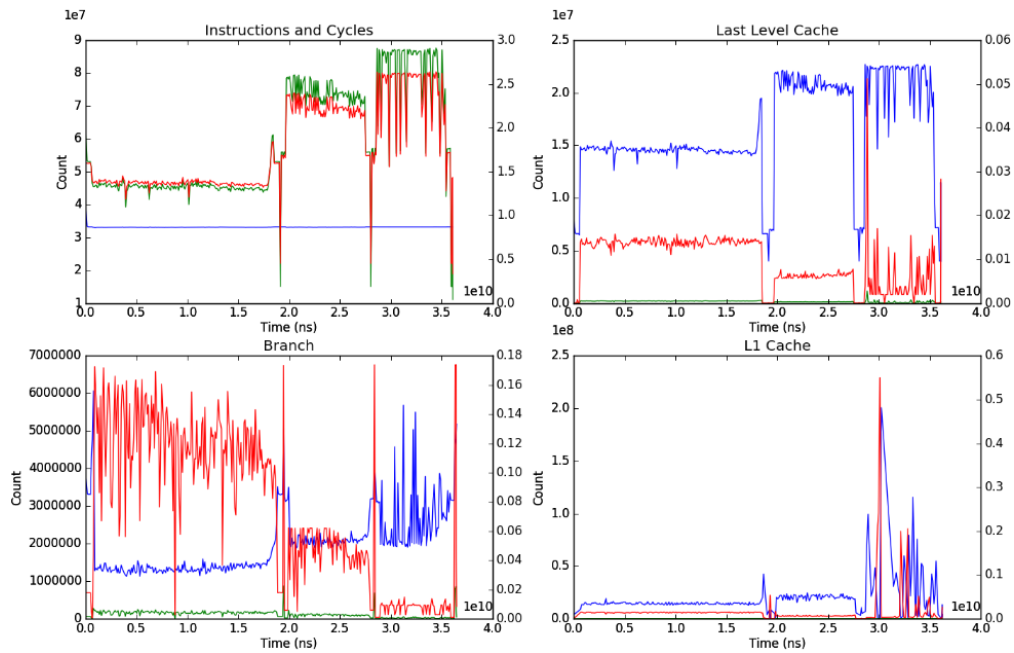 1e7 Instructions and Cycles
9 3.0
8 2.5
7 2.0
6
5 1.5
4 1.0
3
2 0.5
1 0.0
Count
1e10
0.0 0.5 1.0 1.5 2.0 2.5 3.0 3.5 4.0
Time (ns)
1e7 Last Level Cache
2.5 0.06
2.0 0.05
1.5 0.04
0.03
1.0 0.02
0.5 0.01
0.0 0.00
Count
1e10
0.0 0.5 1.0 1.5 2.0 2.5 3.0 3.5 4.0
Time (ns)
Branch
7000000 0.18
6000000 0.16
5000000 0.14
0.12
4000000 0.10
3000000 0.08
2000000 0.06
0.04
1000000 0.02
0 0.00
Count
1e10
0.0 0.5 1.0 1.5 2.0 2.5 3.0 3.5 4.0
Time (ns)
1e8 L1 Cache
2.5 0.6
2.0 0.5
1.5 0.4
0.3
1.0 0.2
0.5 0.1
0.0 0.0
Count
1e10
0.0 0.5 1.0 1.5 2.0 2.5 3.0 3.5 4.0
Time (ns)